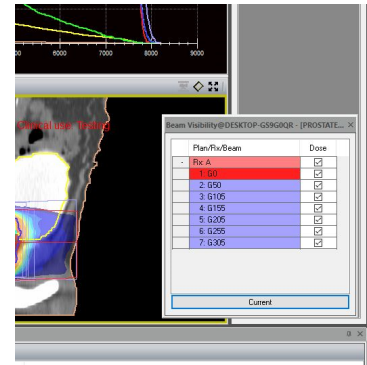 6000 7000 8000 9000
Clinical use: Testing
Beam Visibility@DESKTOP-GS9G0QR - [PROSTATE... ×
Plan/Rx/Beam Dose
- Rx A
1: G0
2: G50
3: G105
4: G155
5: G205
6: G255
7: G305
Current